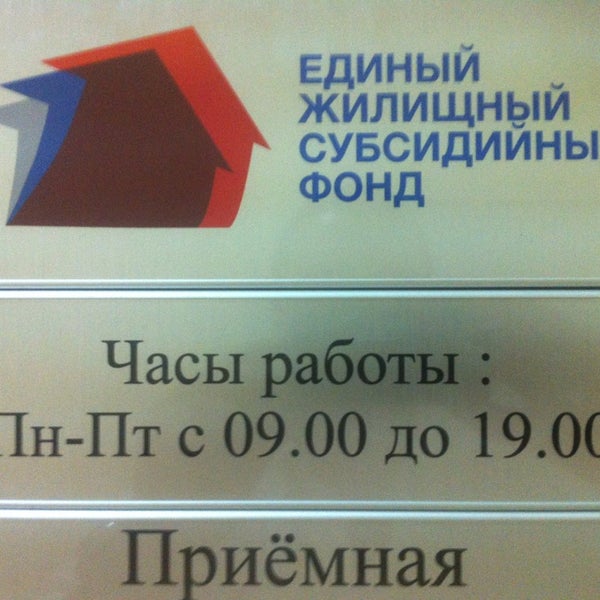 ЕДИНЫЙ
ЖИЛИЩНЫЙ
СУБСИДИЙНЫ
ФОНД
Часы работы :
Пн-Пт с 09.00 до 19.00
Приёмная